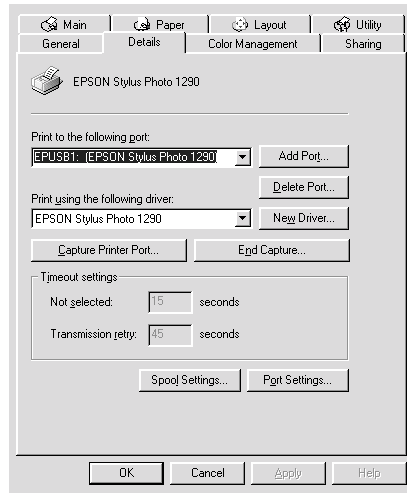 Main Paper Layout Utility
General Details Color Management Sharing
EPSON Stylus Photo 1290
Print to the following port:
EPUSB1: (EPSON Stylus Photo 1290) Add Port...
Delete Port...
Print using the following driver:
EPSON Stylus Photo 1290 New Driver...
Capture Printer Port... End Capture...
Timeout settings
Not selected: 15 seconds
Transmission retry: 45 seconds
Spool Settings... Port Settings...
OK Cancel Apply Help